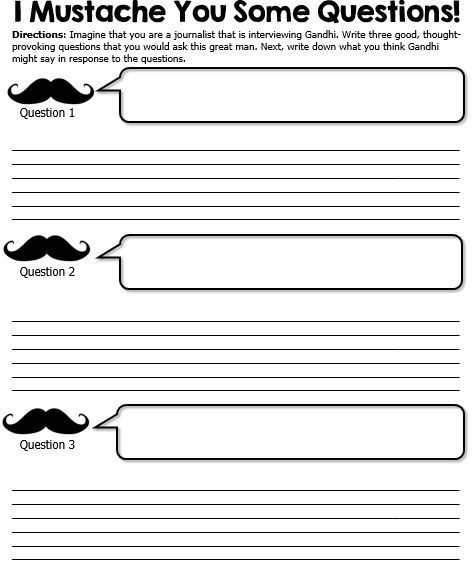 I Mustache You Some Questions!
Directions: Imagine that you are a journalist that is interviewing Gandhi. Write three good, thought-
provoking questions that you would ask this great man. Next, write down what you think Gandhi
might say in response to the questions.
Question 1
Question 2
Question 3